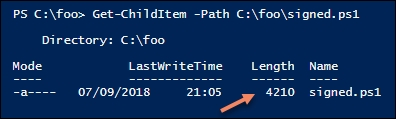 PS C:\foo> Get-ChildItem -Path C:\foo\signed.ps1
Directory: C:\foo
Mode LastWriteTime Length Name
---- ------------- ------ ----
-a---- 07/09/2018 21:05 4210 signed.ps1